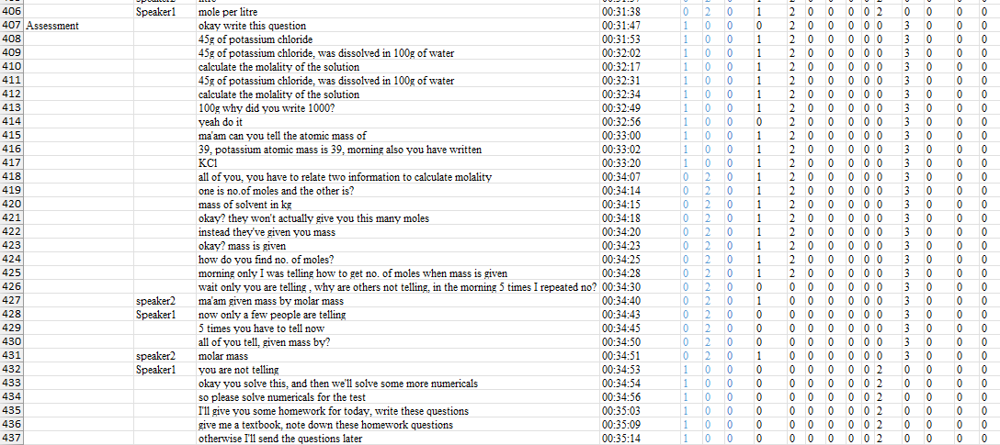 406 Speaker1 mole per litre 00:31:38 0 2 0 1 2 0 0 0 0 2 0 0 0 0
407 Assessment okay write this question 00:31:47 1 0 0 0 2 0 0 0 0 0 3 0 0 0
408 45g of potassium chloride 00:31:53 1 0 0 1 2 0 0 0 0 0 3 0 0 0
409 45g of potassium chloride, was dissolved in 100g of water 00:32:02 1 0 0 1 2 0 0 0 0 0 3 0 0 0
410 calculate the molality of the solution 00:32:17 1 0 0 1 2 0 0 0 0 0 3 0 0 0
411 45g of potassium chloride, was dissolved in 100g of water 00:32:31 1 0 0 1 2 0 0 0 0 0 3 0 0 0
412 calculate the molality of the solution 00:32:34 1 0 0 1 2 0 0 0 0 0 3 0 0 0
413 100g why did you write 1000? 00:32:49 1 0 0 1 2 0 0 0 0 0 3 0 0 0
414 yeah do it 00:32:56 1 0 0 0 2 0 0 0 0 0 3 0 0 0
415 ma'am can you tell the atomic mass of 00:33:00 1 0 0 1 2 0 0 0 0 0 3 0 0 0
416 39, potassium atomic mass is 39, morning also you have written 00:33:02 1 0 0 1 2 0 0 0 0 0 3 0 0 0
417 KCl 00:33:20 1 0 0 1 2 0 0 0 0 0 3 0 0 0
418 all of you, you have to relate two information to calculate molality 00:34:07 0 2 0 1 2 0 0 0 0 0 3 0 0 0
419 one is no.of moles and the other is? 00:34:14 0 2 0 1 2 0 0 0 0 0 3 0 0 0
420 mass of solvent in kg 00:34:15 0 2 0 1 2 0 0 0 0 0 3 0 0 0
421 okay? they won't actually give you this many moles 00:34:18 0 2 0 1 2 0 0 0 0 0 3 0 0 0
422 instead they've given you mass 00:34:20 0 2 0 1 2 0 0 0 0 0 3 0 0 0
423 okay? mass is given 00:34:23 0 2 0 1 2 0 0 0 0 0 3 0 0 0
424 how do you find no. of moles? 00:34:25 0 2 0 1 2 0 0 0 0 0 3 0 0 0
425 morning only I was telling how to get no. of moles when mass is given 00:34:28 0 2 0 1 2 0 0 0 0 0 3 0 0 0
426 wait only you are telling , why are others not telling, in the morning 5 times I repeated no? 00:34:30 0 2 0 0 0 0 0 0 0 0 3 0 0 0
427 speaker2 ma'am given mass by molar mass 00:34:40 0 2 0 1 0 0 0 0 0 0 3 0 0 0
428 Speaker1 now only a few people are telling 00:34:43 0 2 0 0 0 0 0 0 0 0 3 0 0 0
429 5 times you have to tell now 00:34:45 0 2 0 0 0 0 0 0 0 0 3 0 0 0
430 all of you tell, given mass by? 00:34:50 0 2 0 0 0 0 0 0 0 0 3 0 0 0
431 speaker2 molar mass 00:34:51 0 2 0 1 0 0 0 0 0 0 3 0 0 0
432 Speaker1 you are not telling 00:34:53 1 0 0 0 0 0 0 0 0 2 0 0 0 0
433 okay you solve this, and then we'll solve some more numericals 00:34:54 1 0 0 0 0 0 0 0 0 2 0 0 0 0
434 so please solve numericals for the test 00:34:56 1 0 0 0 0 0 0 0 0 2 0 0 0 0
435 I'll give you some homework for today, write these questions 00:35:03 1 0 0 0 0 0 0 0 0 2 0 0 0 0
436 give me a textbook, note down these homework questions 00:35:09 1 0 0 0 0 0 0 0 0 2 0 0 0 0
437 otherwise I'll send the questions later 00:35:14 1 0 0 0 0 0 0 0 0 2 0 0 0 0